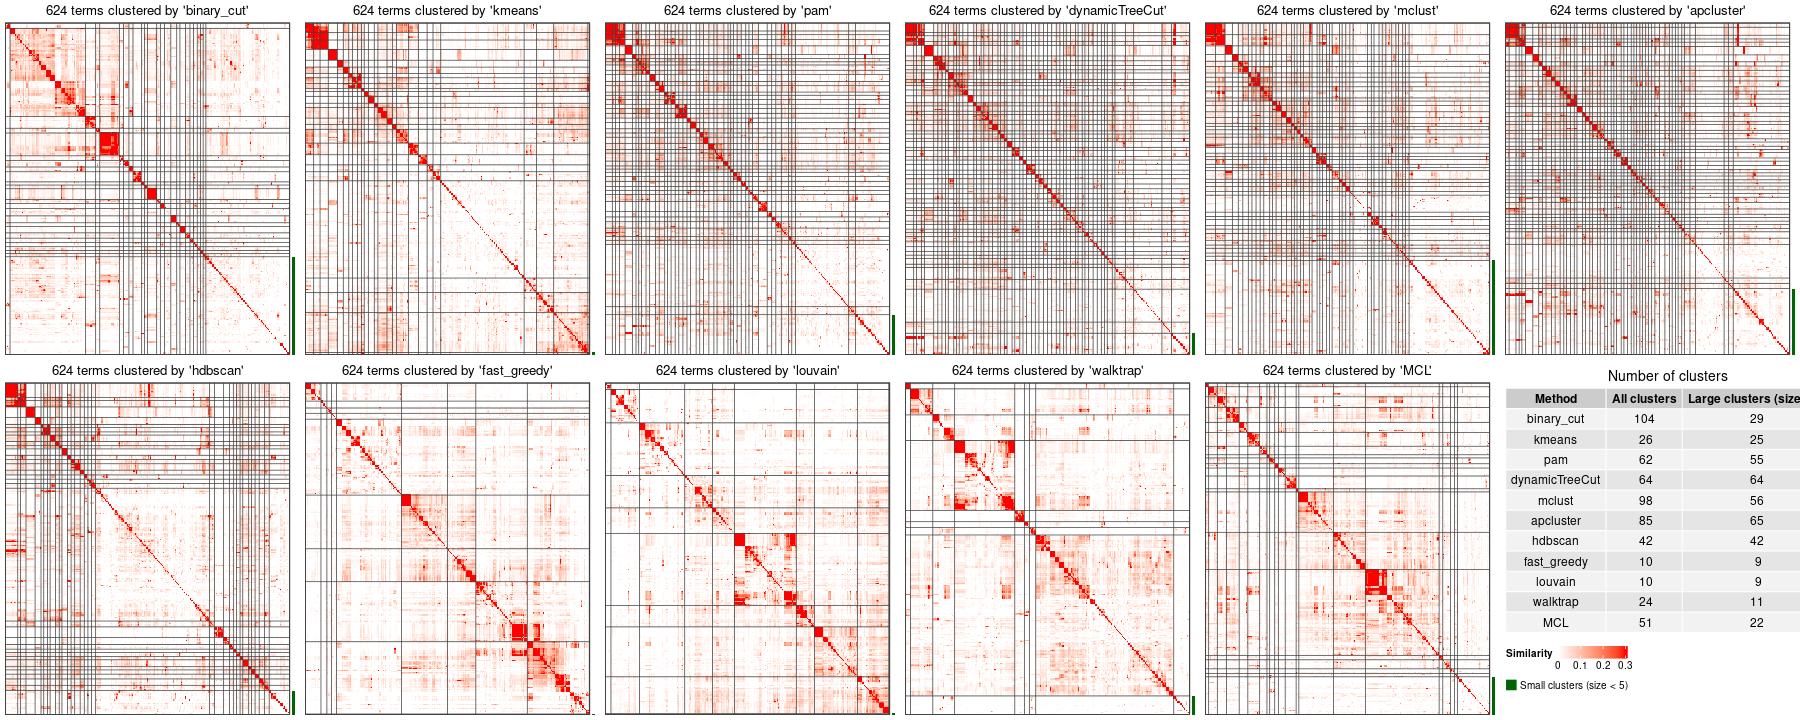 624 terms clustered by 'binary_cut'
624 terms clustered by 'kmeans'
624 terms clustered by 'pam'
624 terms clustered by 'dynamicTreeCut'
624 terms clustered by 'mclust'
624 terms clustered by 'apcluster'
624 terms clustered by 'hdbscan'
624 terms clustered by 'fast_greedy'
624 terms clustered by 'louvain'
624 terms clustered by 'walktrap'
624 terms clustered by 'MCL'
Number of clusters
Method All clusters Large clusters (size
binary_cut 104 29
kmeans 26 25
pam 62 55
dynamicTreeCut 64 64
mclust 98 56
apcluster 85 65
hdbscan 42 42
fast_greedy 10 9
louvain 10 9
walktrap 24 11
MCL 51 22
Similarity
0 0.1 0.2 0.3
Small clusters (size < 5)